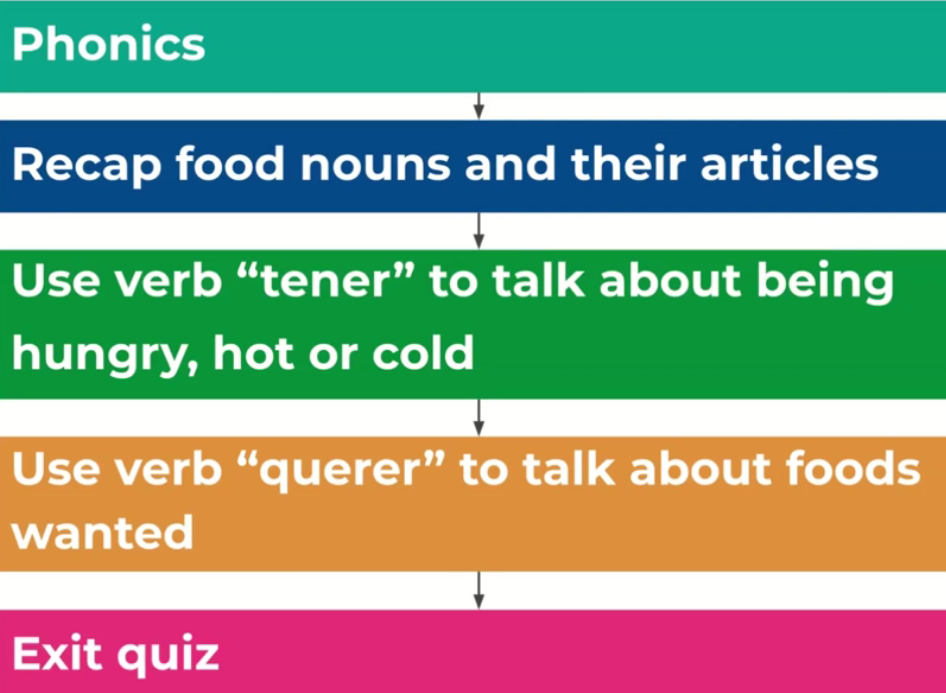 Phonics
Recap food nouns and their articles
Use verb “tener” to talk about being
hungry, hot or cold
Use verb “querer” to talk about foods
wanted
Exit quiz